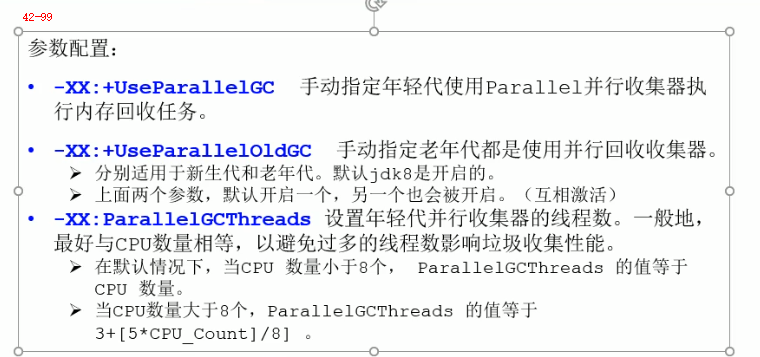 42-99
参数配置：
• -XX:+UseParallelGC 手动指定年轻代使用Parallel并行收集器执
行内存回收任务。
• -XX:+UseParallelOldGC 手动指定老年代都是使用并行回收收集器。
➢ 分别适用于新生代和老年代。默认jdk8是开启的。
➢ 上面两个参数，默认开启一个，另一个也会被开启。（互相激活）
• -XX:ParallelGCThreads 设置年轻代并行收集器的线程数。一般地，
最好与CPU数量相等，以避免过多的线程数影响垃圾收集性能。
➢ 在默认情况下，当CPU 数量小于8个， ParallelGCThreads 的值等于
CPU 数量。
➢ 当CPU数量大于8个，ParallelGCThreads 的值等于
3+[5*CPU_Count]/8] 。